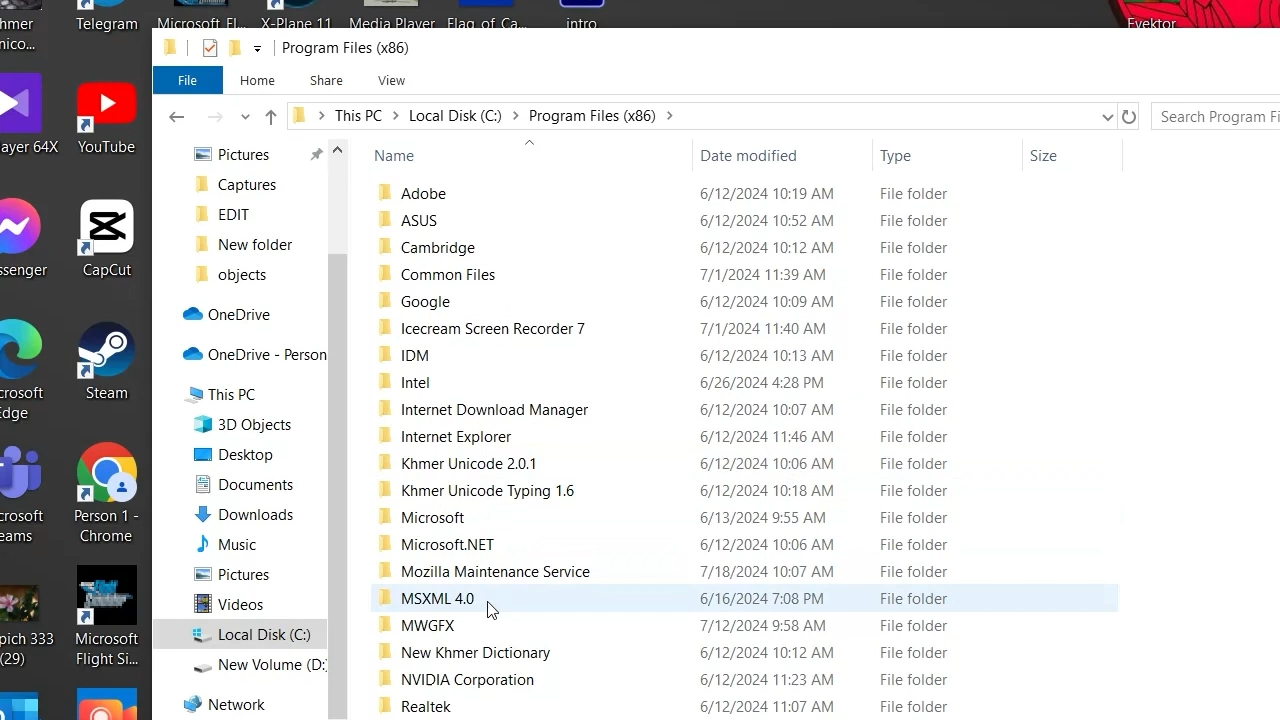 hmer
nico...
Telegram
Microsoft Fl...
X-Plane 11
Media Player
Flag_of_Ca...
intro
Evektor
Program Files (x86)
File
Home
Share
View
This PC
Local Disk (C:)
Program Files (x86)
Search Program Fi
ayer 64X
YouTube
ssenger
CapCut
crosoft
Edge
Steam
crosoft
eams
Person 1 -
Chrome
pich 333
(29)
Microsoft
Flight Si...
Pictures
Captures
EDIT
New folder
objects
OneDrive
OneDrive - Person
This PC
3D Objects
Desktop
Documents
Downloads
Music
Pictures
Videos
Local Disk (C:)
New Volume (D:)
Network
Name Date modified Type Size
Adobe 6/12/2024 10:19 AM File folder
ASUS 6/12/2024 10:52 AM File folder
Cambridge 6/12/2024 10:12 AM File folder
Common Files 7/1/2024 11:39 AM File folder
Google 6/12/2024 10:09 AM File folder
Icecream Screen Recorder 7 7/1/2024 11:40 AM File folder
IDM 6/12/2024 10:13 AM File folder
Intel 6/26/2024 4:28 PM File folder
Internet Download Manager 6/12/2024 10:07 AM File folder
Internet Explorer 6/12/2024 11:46 AM File folder
Khmer Unicode 2.0.1 6/12/2024 10:06 AM File folder
Khmer Unicode Typing 1.6 6/12/2024 10:18 AM File folder
Microsoft 6/13/2024 9:55 AM File folder
Microsoft.NET 6/12/2024 10:06 AM File folder
Mozilla Maintenance Service 7/18/2024 10:07 AM File folder
MSXML 4.0 6/16/2024 7:08 PM File folder
MWGFX 7/12/2024 9:58 AM File folder
New Khmer Dictionary 6/12/2024 10:12 AM File folder
NVIDIA Corporation 6/12/2024 11:23 AM File folder
Realtek 6/12/2024 11:07 AM File folder